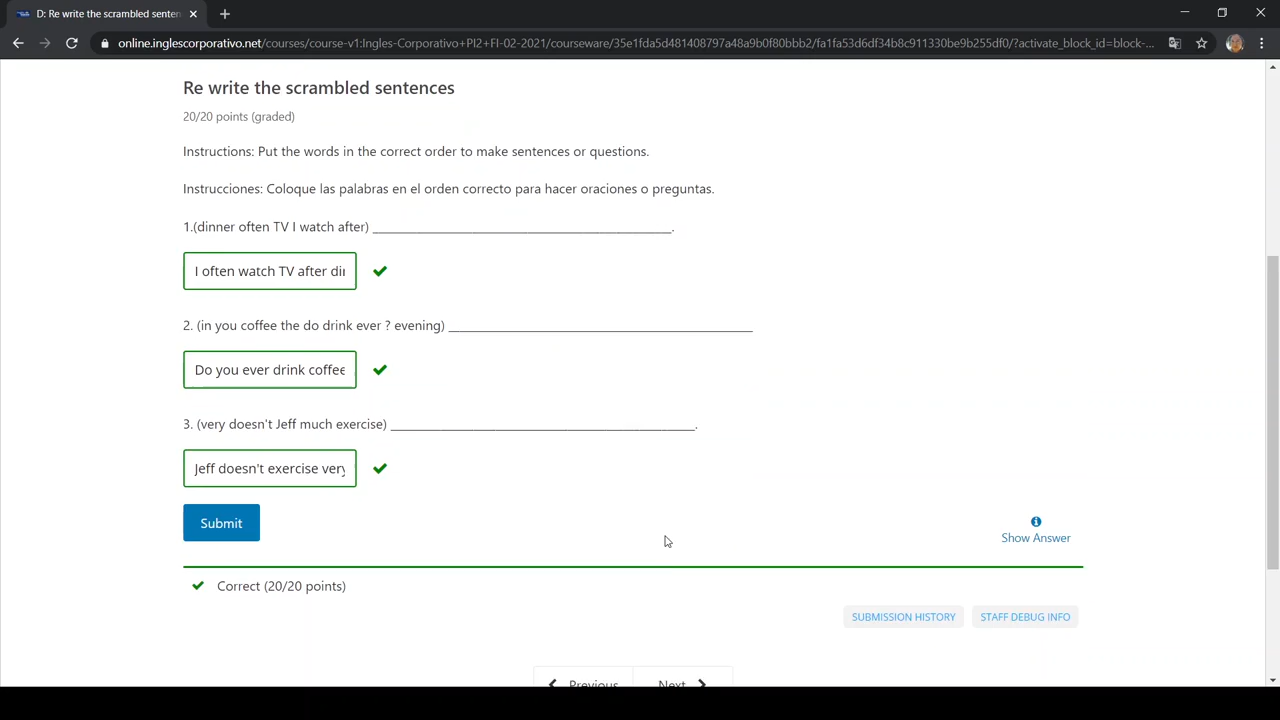 D: Re write the scrambled senten
online.inglescorporativo.net/courses/course-v1:Ingles-Corporativo+PI2+FI-02-2021/courseware/35e1fda5d481408797a48a9b0f80bbb2/fa1fa53d6df34b8c911330be9b255df0/?activate_block_id=block-...
Re write the scrambled sentences
20/20 points (graded)
Instructions: Put the words in the correct order to make sentences or questions.
Instrucciones: Coloque las palabras en el orden correcto para hacer oraciones o preguntas.
1.(dinner often TV I watch after) ________________________________________.
I often watch TV after din
2. (in you coffee the do drink ever ? evening) ________________________________________
Do you ever drink coffee
3. (very doesn't Jeff much exercise) ________________________________________.
Jeff doesn't exercise very
Submit
Show Answer
Correct (20/20 points)
SUBMISSION HISTORY STAFF DEBUG INFO
Previous Next